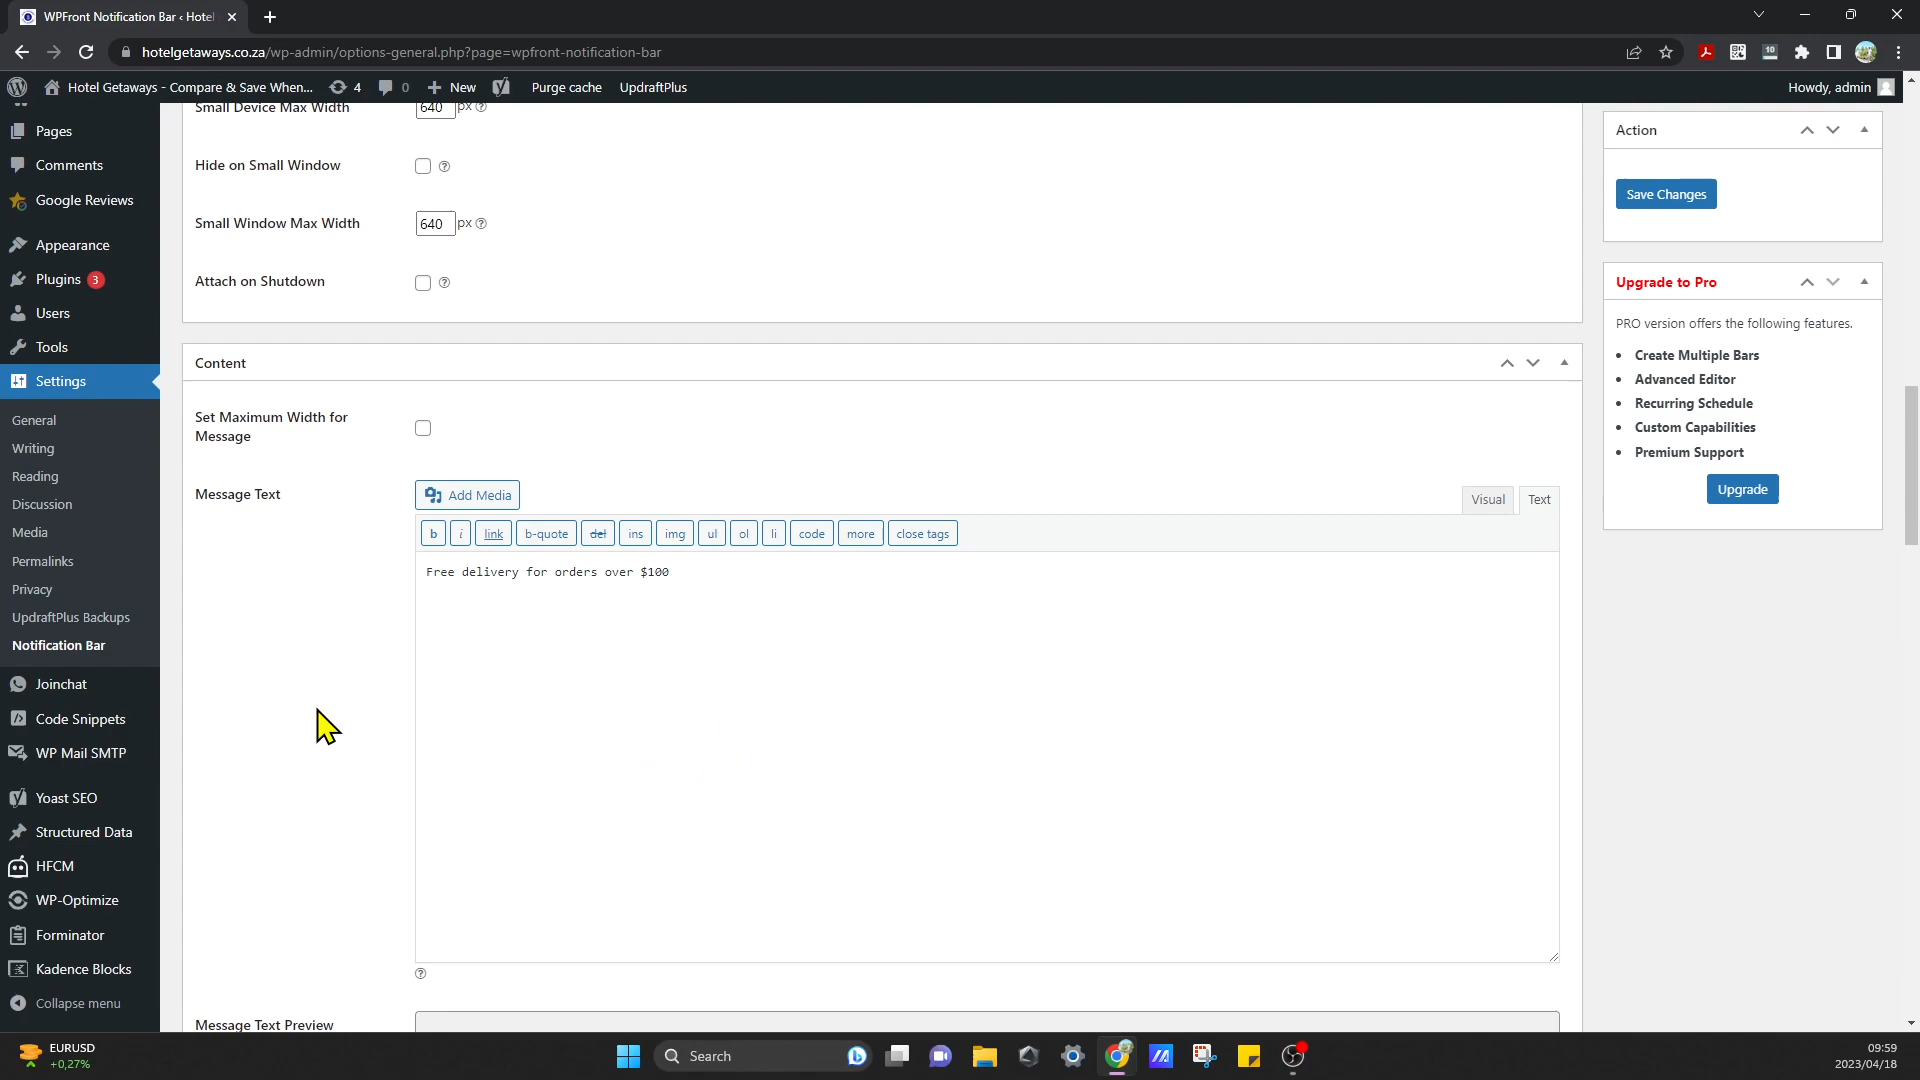 WPFront Notification Bar ‹ Hotel
hotelgetaways.co.za/wp-admin/options-general.php?page=wpfront-notification-bar
10
Hotel Getaways - Compare & Save When...
4
0
New
Purge cache
UpdraftPlus
Howdy, admin
Pages
Comments
Google Reviews
Appearance
Plugins 3
Users
Tools
Settings
General
Writing
Reading
Discussion
Media
Permalinks
Privacy
UpdraftPlus Backups
Notification Bar
Joinchat
Code Snippets
WP Mail SMTP
Yoast SEO
Structured Data
HFCM
WP-Optimize
Forminator
Kadence Blocks
Collapse menu
Small Device Max Width 640 px
Hide on Small Window
Small Window Max Width 640 px
Attach on Shutdown
Content
Set Maximum Width for
Message
Message Text
Add Media
Visual Text
b i link b-quote del ins img ul ol li code more close tags
Free delivery for orders over $100
Message Text Preview
Action
Save Changes
Upgrade to Pro
PRO version offers the following features.
Create Multiple Bars
Advanced Editor
Recurring Schedule
Custom Capabilities
Premium Support
Upgrade
EURUSD
+0,27%
Search
09:59
2023/04/18